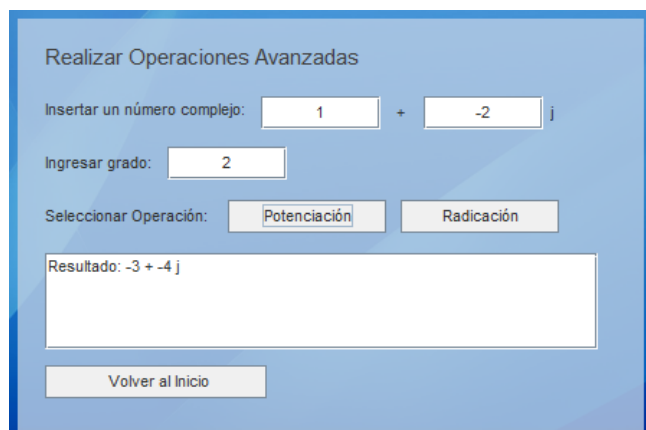 Realizar Operaciones Avanzadas
Insertar un número complejo: 1 + -2 j
Ingresar grado: 2
Seleccionar Operación: Potenciación Radicación
Resultado: -3 + -4 j
Volver al Inicio